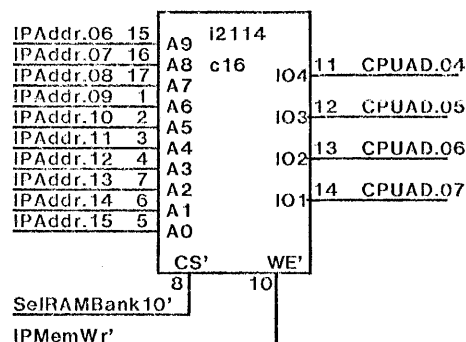 IPAddr.06 15 A9 i2114
IPAddr.07 16 A8 c16 IO4 11 CPUAD.04
IPAddr.08 17 A7
IPAddr.09 1 A6 IO3 12 CPUAD.05
IPAddr.10 2 A5
IPAddr.11 3 A4 IO2 13 CPUAD.06
IPAddr.12 4 A3
IPAddr.13 7 A2 IO1 14 CPUAD.07
IPAddr.14 6 A1
IPAddr.15 5 A0
CS' WE'
8 10
SelRAMBank10'
IPMemWr'